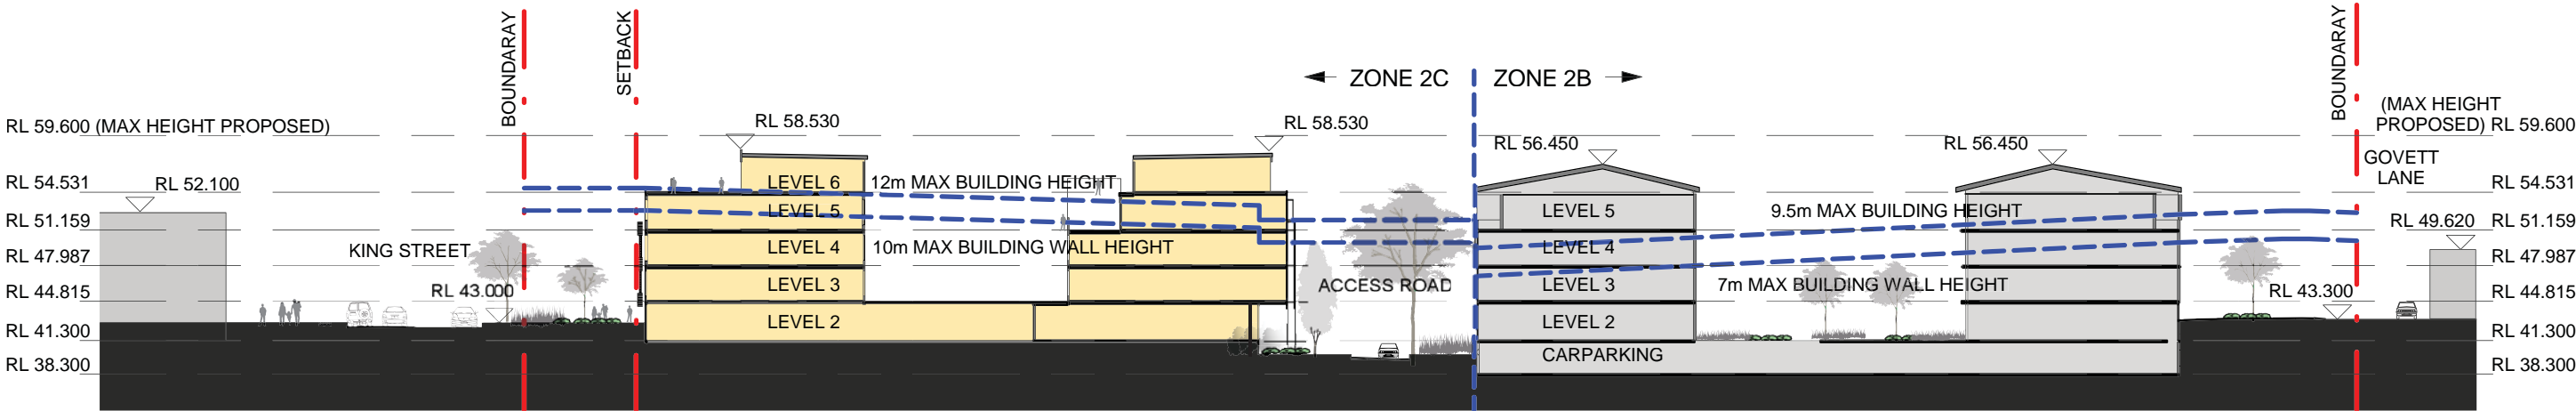 BOUNDARAY
SETBACK
ZONE 2C
ZONE 2B
BOUNDARAY
RL 59.600 (MAX HEIGHT PROPOSED)
RL 58.530
RL 58.530
RL 56.450
RL 56.450
(MAX HEIGHT
PROPOSED) RL 59.600
GOVETT
LANE
RL 54.531
RL 52.100
LEVEL 6
12m MAX BUILDING HEIGHT
RL 54.531
RL 51.159
LEVEL 5
LEVEL 5
9.5m MAX BUILDING HEIGHT
RL 49.620
RL 51.159
KING STREET
LEVEL 4
10m MAX BUILDING WALL HEIGHT
LEVEL 4
RL 47.987
RL 47.987
RL 43.000
LEVEL 3
ACCESS ROAD
LEVEL 3
7m MAX BUILDING WALL HEIGHT
RL 43.300
RL 44.815
RL 44.815
LEVEL 2
LEVEL 2
RL 41.300
RL 41.300
CARPARKING
RL 38.300
RL 38.300